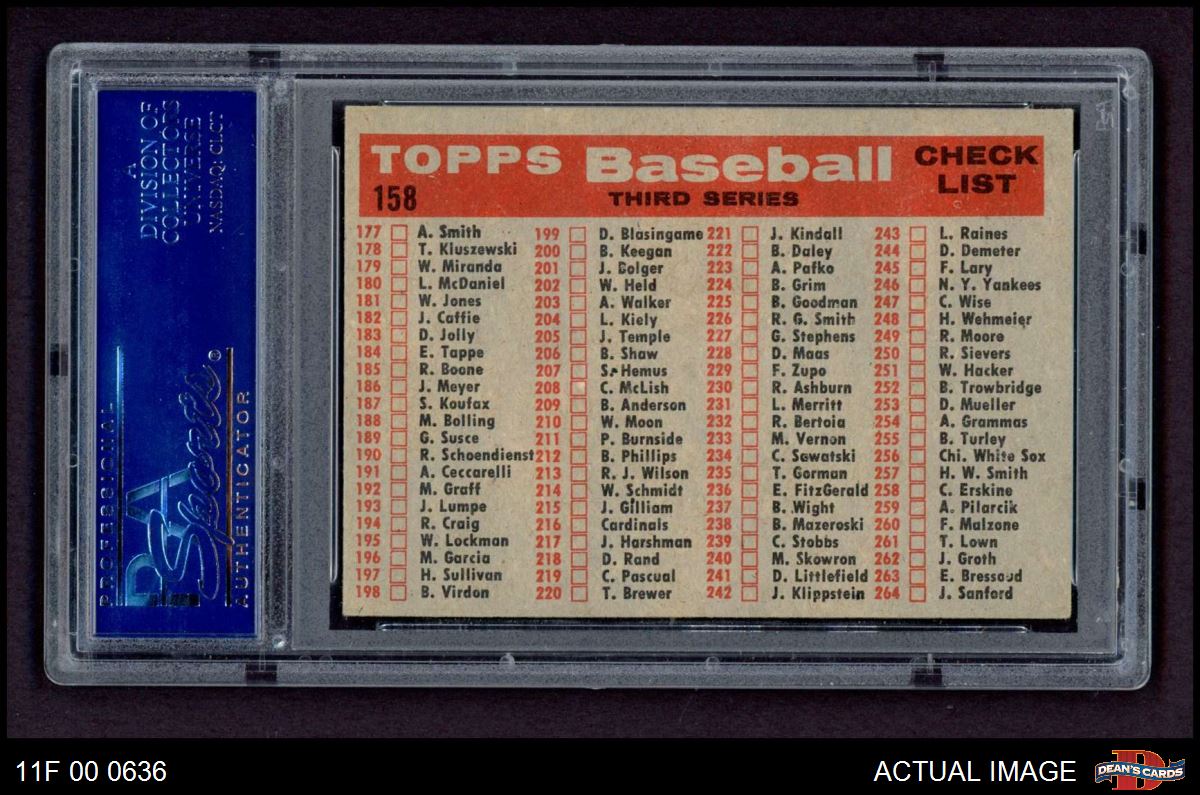 A
DIVISION OF
COLLECTORS
UNIVERSE
NASDAQ: CLCT
PROFESSIONAL
PSA
Sports®
AUTHENTICATOR
TOPPS Baseball CHECK LIST
158 THIRD SERIES
177 A. Smith 199 D. Blasingame 221 J. Kindall 243 L. Raines
178 T. Kluszewski 200 B. Keegan 222 B. Daley 244 D. Demeter
179 W. Miranda 201 J. Bolger 223 A. Pafko 245 F. Lary
180 L. McDaniel 202 W. Held 224 B. Grim 246 N. Y. Yankees
181 W. Jones 203 A. Walker 225 B. Goodman 247 C. Wise
182 J. Caffie 204 L. Kiely 226 R. G. Smith 248 H. Wehmeier
183 D. Jolly 205 J. Temple 227 G. Stephens 249 R. Moore
184 E. Tappe 206 B. Shaw 228 D. Maas 250 R. Sievers
185 R. Boone 207 S. Hemus 229 F. Zupo 251 W. Hacker
186 J. Meyer 208 C. McLish 230 R. Ashburn 252 B. Trowbridge
187 S. Koufax 209 B. Anderson 231 L. Merritt 253 D. Mueller
188 M. Bolling 210 W. Moon 232 R. Bertoia 254 A. Grammas
189 G. Susce 211 P. Burnside 233 M. Vernon 255 B. Turley
190 R. Schoendienst 212 B. Phillips 234 C. Sawatski 256 Chi. White Sox
191 A. Ceccarelli 213 R. J. Wilson 235 T. Gorman 257 H. W. Smith
192 M. Graff 214 W. Schmidt 236 E. FitzGerald 258 C. Erskine
193 J. Lumpe 215 J. Gilliam 237 B. Wight 259 A. Pilarcik
194 R. Craig 216 Cardinals 238 B. Mazeroski 260 F. Malzone
195 W. Lockman 217 J. Harshman 239 C. Stobbs 261 T. Lown
196 M. Garcia 218 D. Rand 240 M. Skowron 262 J. Groth
197 H. Sullivan 219 C. Pascual 241 D. Littlefield 263 E. Bressoud
198 B. Virdon 220 T. Brewer 242 J. Klippstein 264 J. Sanford
11F 00 0636 ACTUAL IMAGE DEAN'S CARDS